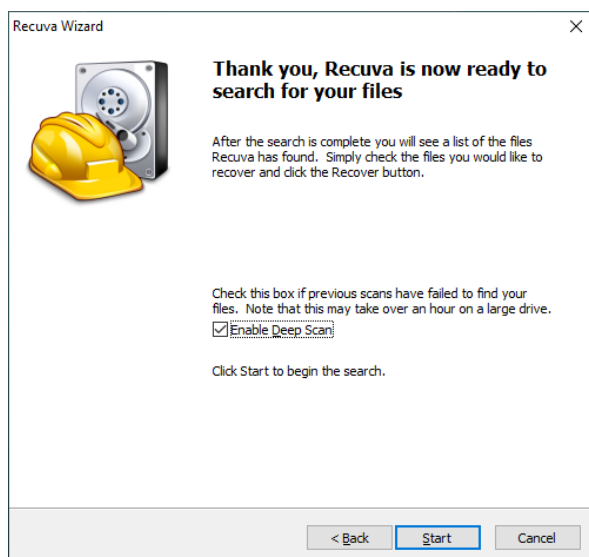 Recuva Wizard
Thank you, Recuva is now ready to
search for your files
After the search is complete you will see a list of the files
Recuva has found. Simply check the files you would like to
recover and click the Recover button.
Check this box if previous scans have failed to find your
files. Note that this may take over an hour on a large drive.
Enable Deep Scan
Click Start to begin the search.
< Back
Start
Cancel